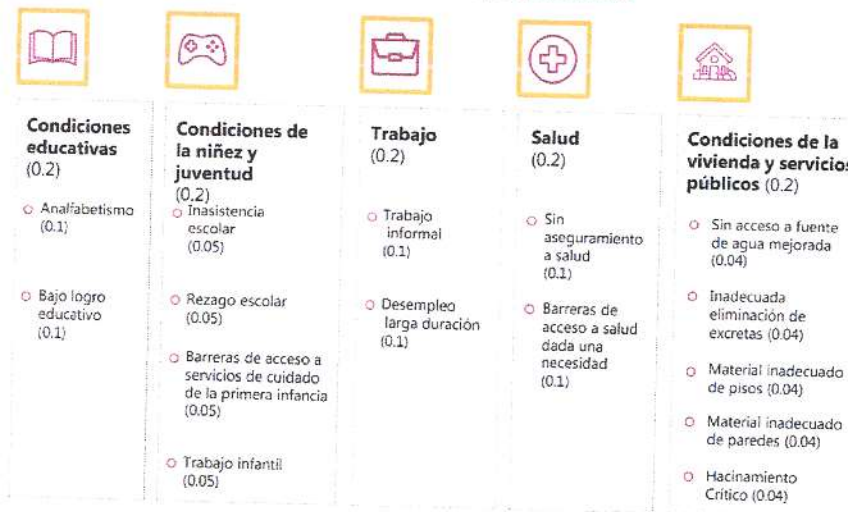 Condiciones
educativas
(0.2)
Analfabetismo
(0.1)
Bajo logro
educativo
(0.1)
Condiciones de
la niñez y
juventud
(0.2)
Inasistencia
escolar
(0.05)
Rezago escolar
(0.05)
Barreras de acceso a
servicios de cuidado
de la primera infancia
(0.05)
Trabajo infantil
(0.05)
Trabajo
(0.2)
Trabajo
informal
(0.1)
Desempleo
larga duración
(0.1)
Salud
(0.2)
Sin
aseguramiento
a salud
(0.1)
Barreras de
acceso a salud
dada una
necesidad
(0.1)
Condiciones de la
vivienda y servicios
públicos (0.2)
Sin acceso a fuente
de agua mejorada
(0.04)
Inadecuada
eliminación de
excretas (0.04)
Material inadecuado
de pisos (0.04)
Material inadecuado
de paredes (0.04)
Hacinamiento
Crítico (0.04)